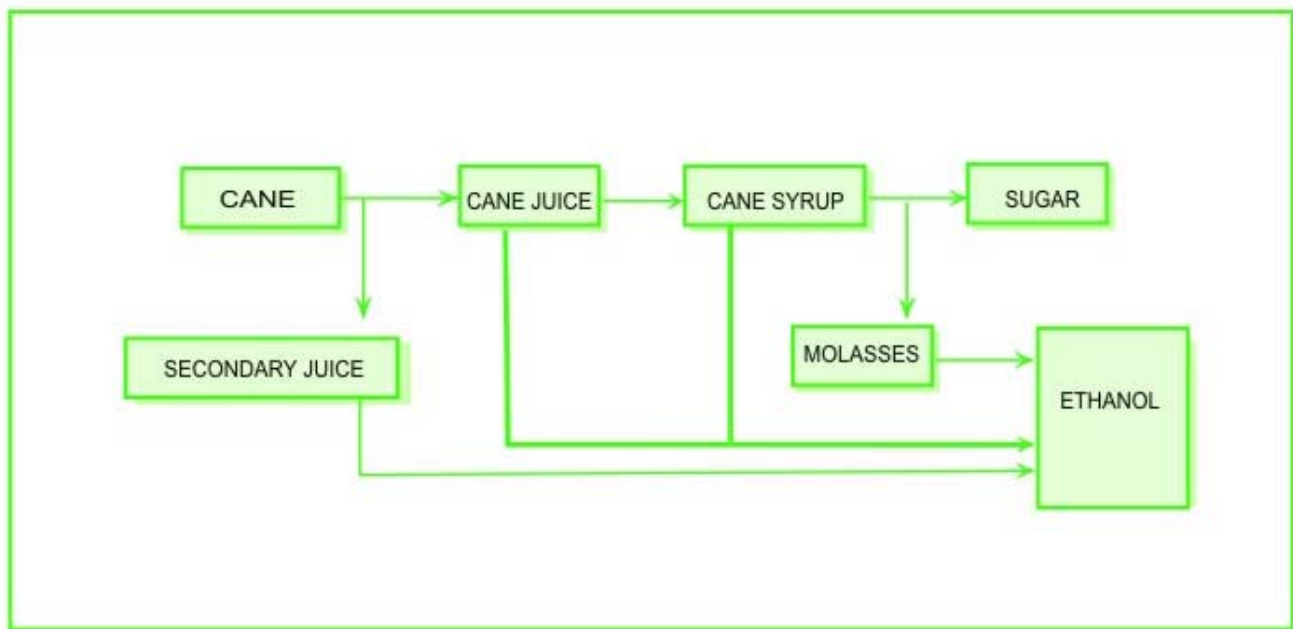 CANE
CANE JUICE
CANE SYRUP
SUGAR
SECONDARY JUICE
MOLASSES
ETHANOL